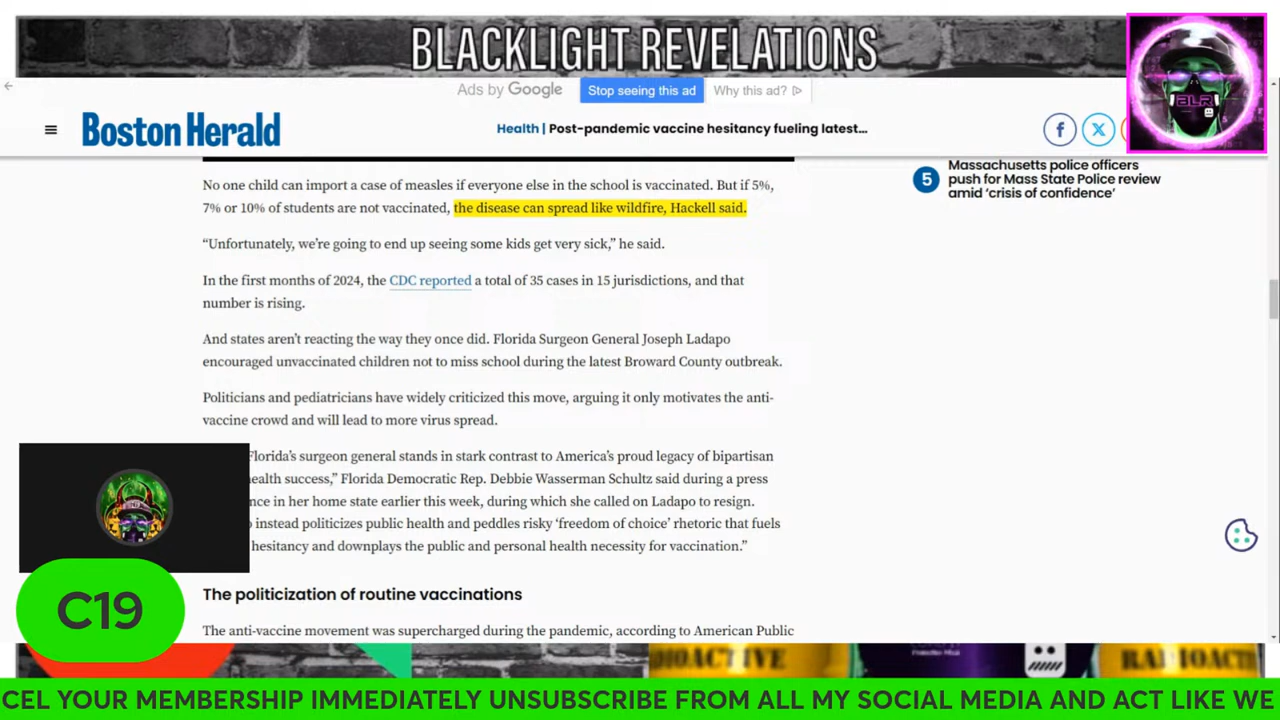 BLACKLIGHT REVELATIONS
Ads by Google
Stop seeing this ad
Why this ad?
Boston Herald
Health | Post-pandemic vaccine hesitancy fueling latest...
BLR
No one child can import a case of measles if everyone else in the school is vaccinated. But if 5%,
7% or 10% of students are not vaccinated, the disease can spread like wildfire, Hackell said.
“Unfortunately, we’re going to end up seeing some kids get very sick,” he said.
In the first months of 2024, the CDC reported a total of 35 cases in 15 jurisdictions, and that
number is rising.
And states aren’t reacting the way they once did. Florida Surgeon General Joseph Ladapo
encouraged unvaccinated children not to miss school during the latest Broward County outbreak.
Politicians and pediatricians have widely criticized this move, arguing it only motivates the anti-
vaccine crowd and will lead to more virus spread.
Florida’s surgeon general stands in stark contrast to America’s proud legacy of bipartisan
ealth success,” Florida Democratic Rep. Debbie Wasserman Schultz said during a press
nce in her home state earlier this week, during which she called on Ladapo to resign.
instead politicizes public health and peddles risky ‘freedom of choice’ rhetoric that fuels
hesitancy and downplays the public and personal health necessity for vaccination.”
The politicization of routine vaccinations
The anti-vaccine movement was supercharged during the pandemic, according to American Public
5
Massachusetts police officers
push for Mass State Police review
amid ‘crisis of confidence’
C19
DIOACTIVE
RADIOACTI
CEL YOUR MEMBERSHIP IMMEDIATELY UNSUBSCRIBE FROM ALL MY SOCIAL MEDIA AND ACT LIKE WE